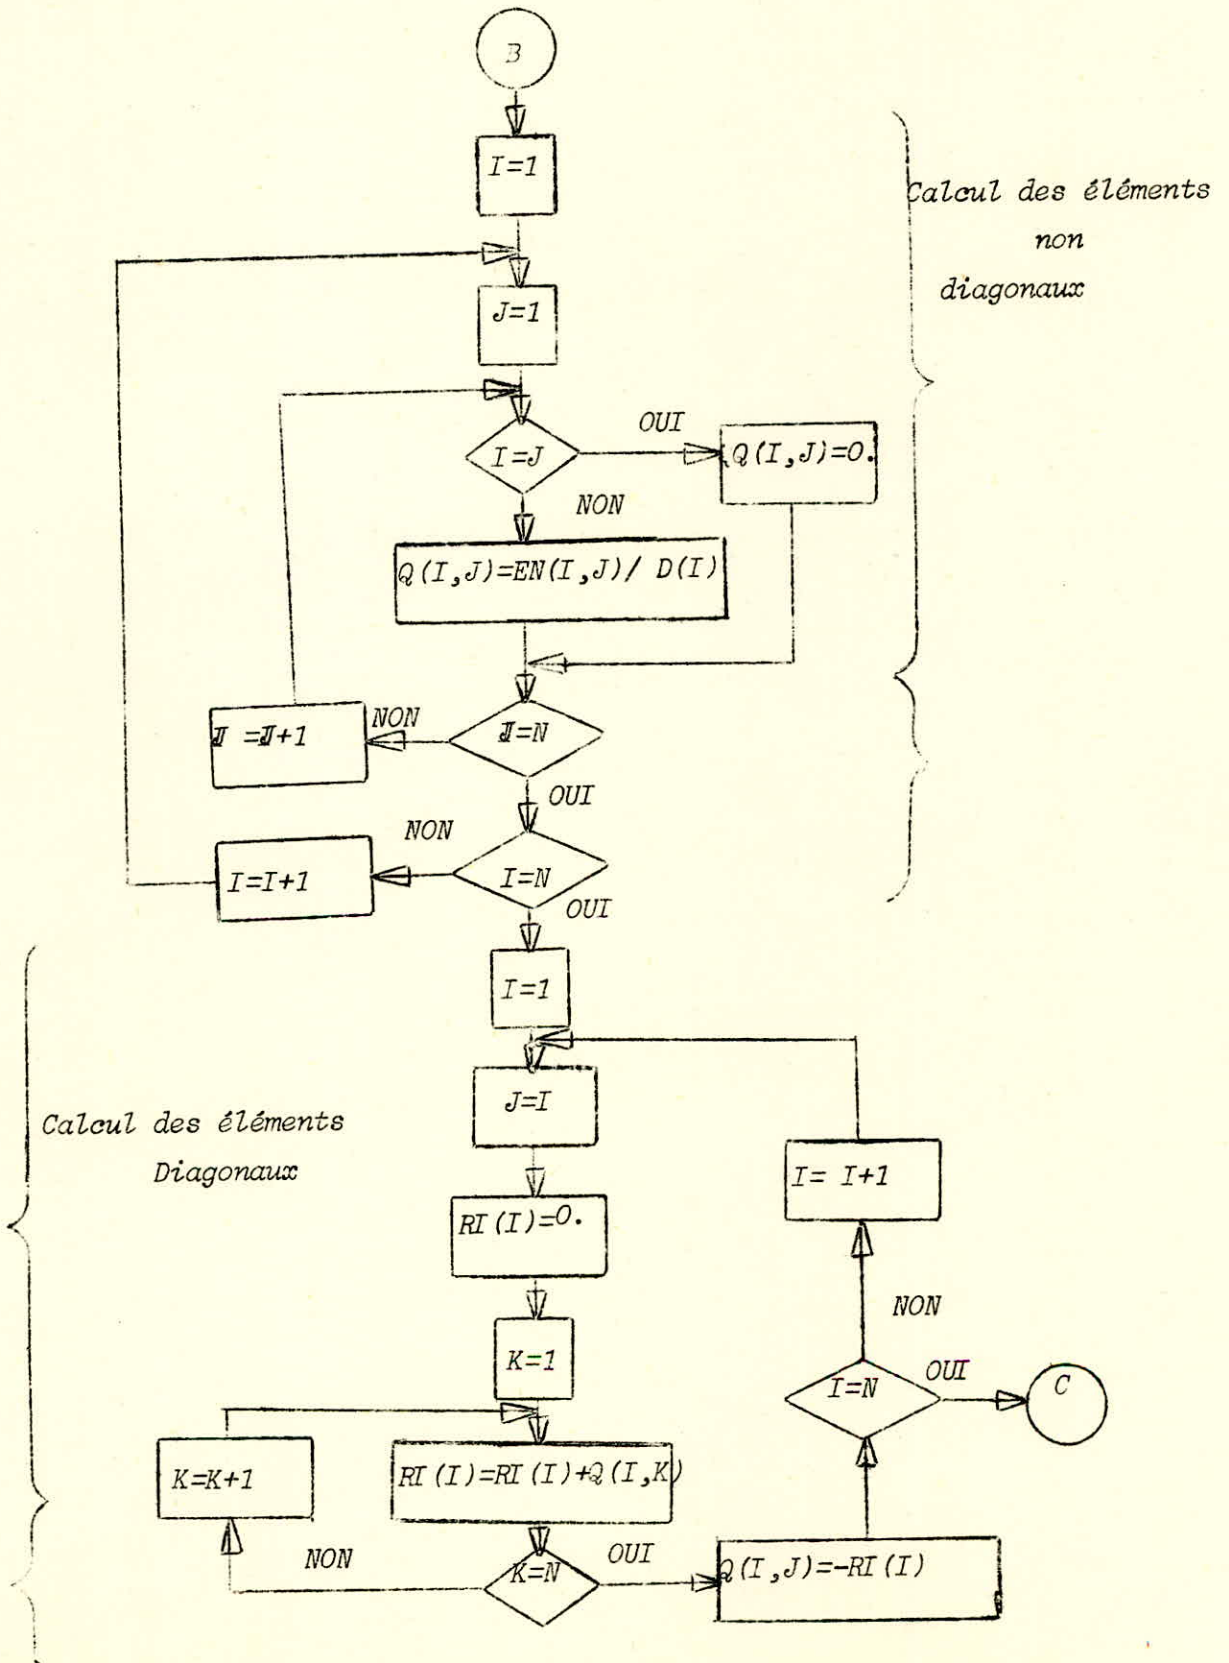 B
I=1
Calcul des éléments
non
diagonaux
J=1
OUI
I=J
Q(I,J)=0.
NON
Q(I,J)=EN(I,J)/ D(I)
J =J+1
NON
J=N
OUI
NON
I=I+1
I=N
OUI
I=1
J=I
Calcul des éléments
Diagonaux
I= I+1
RI(I)=0.
NON
K=1
I=N
OUI
C
K=K+1
RI(I)=RI(I)+Q(I,K)
NON
K=N
OUI
Q(I,J)=-RI(I)